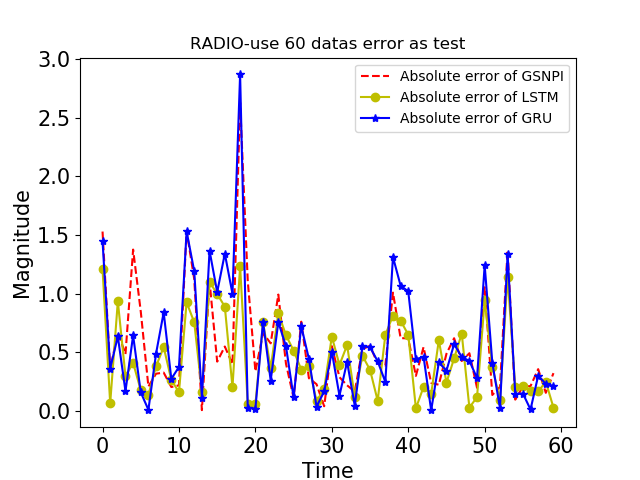 RADIO-use 60 datas error as test
Absolute error of GSNPI
Absolute error of LSTM
Absolute error of GRU
Magnitude
3.0
2.5
2.0
1.5
1.0
0.5
0.0
0 10 20 30 40 50 60
Time